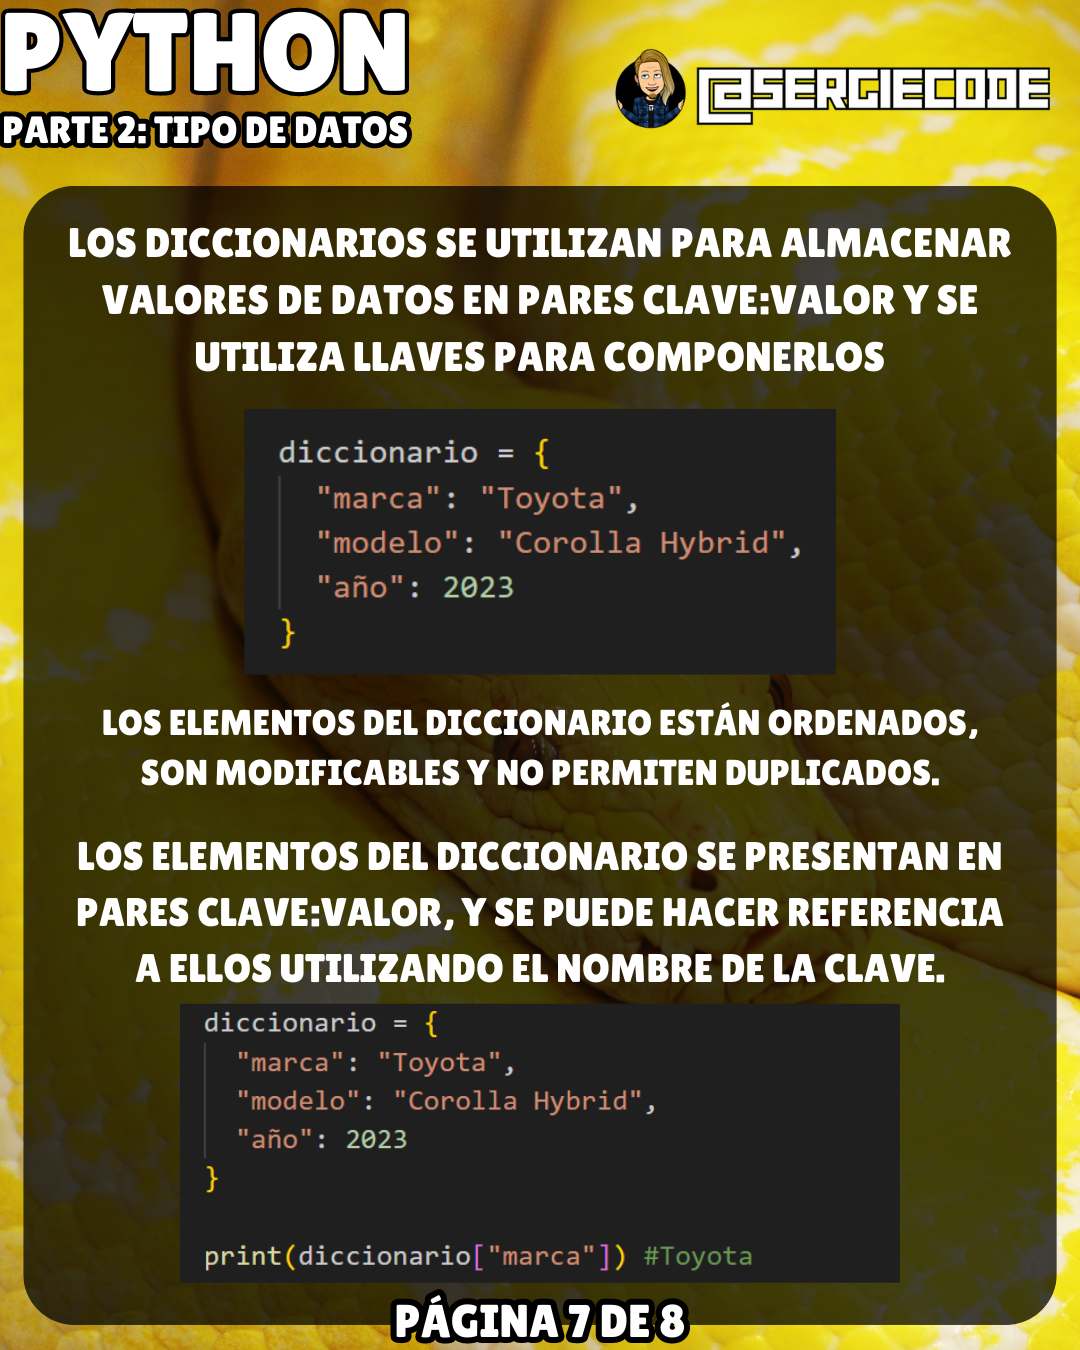 PYTHON
PARTE 2: TIPO DE DATOS
@SERGIECODE
LOS DICCIONARIOS SE UTILIZAN PARA ALMACENAR
VALORES DE DATOS EN PARES CLAVE:VALOR Y SE
UTILIZA LLAVES PARA COMPONERLOS
diccionario = {
"marca": "Toyota",
"modelo": "Corolla Hybrid",
"año": 2023
}
LOS ELEMENTOS DEL DICCIONARIO ESTÁN ORDENADOS,
SON MODIFICABLES Y NO PERMITEN DUPLICADOS.
LOS ELEMENTOS DEL DICCIONARIO SE PRESENTAN EN
PARES CLAVE:VALOR, Y SE PUEDE HACER REFERENCIA
A ELLOS UTILIZANDO EL NOMBRE DE LA CLAVE.
diccionario = {
"marca": "Toyota",
"modelo": "Corolla Hybrid",
"año": 2023
}
print(diccionario["marca"]) #Toyota
PÁGINA 7 DE 8